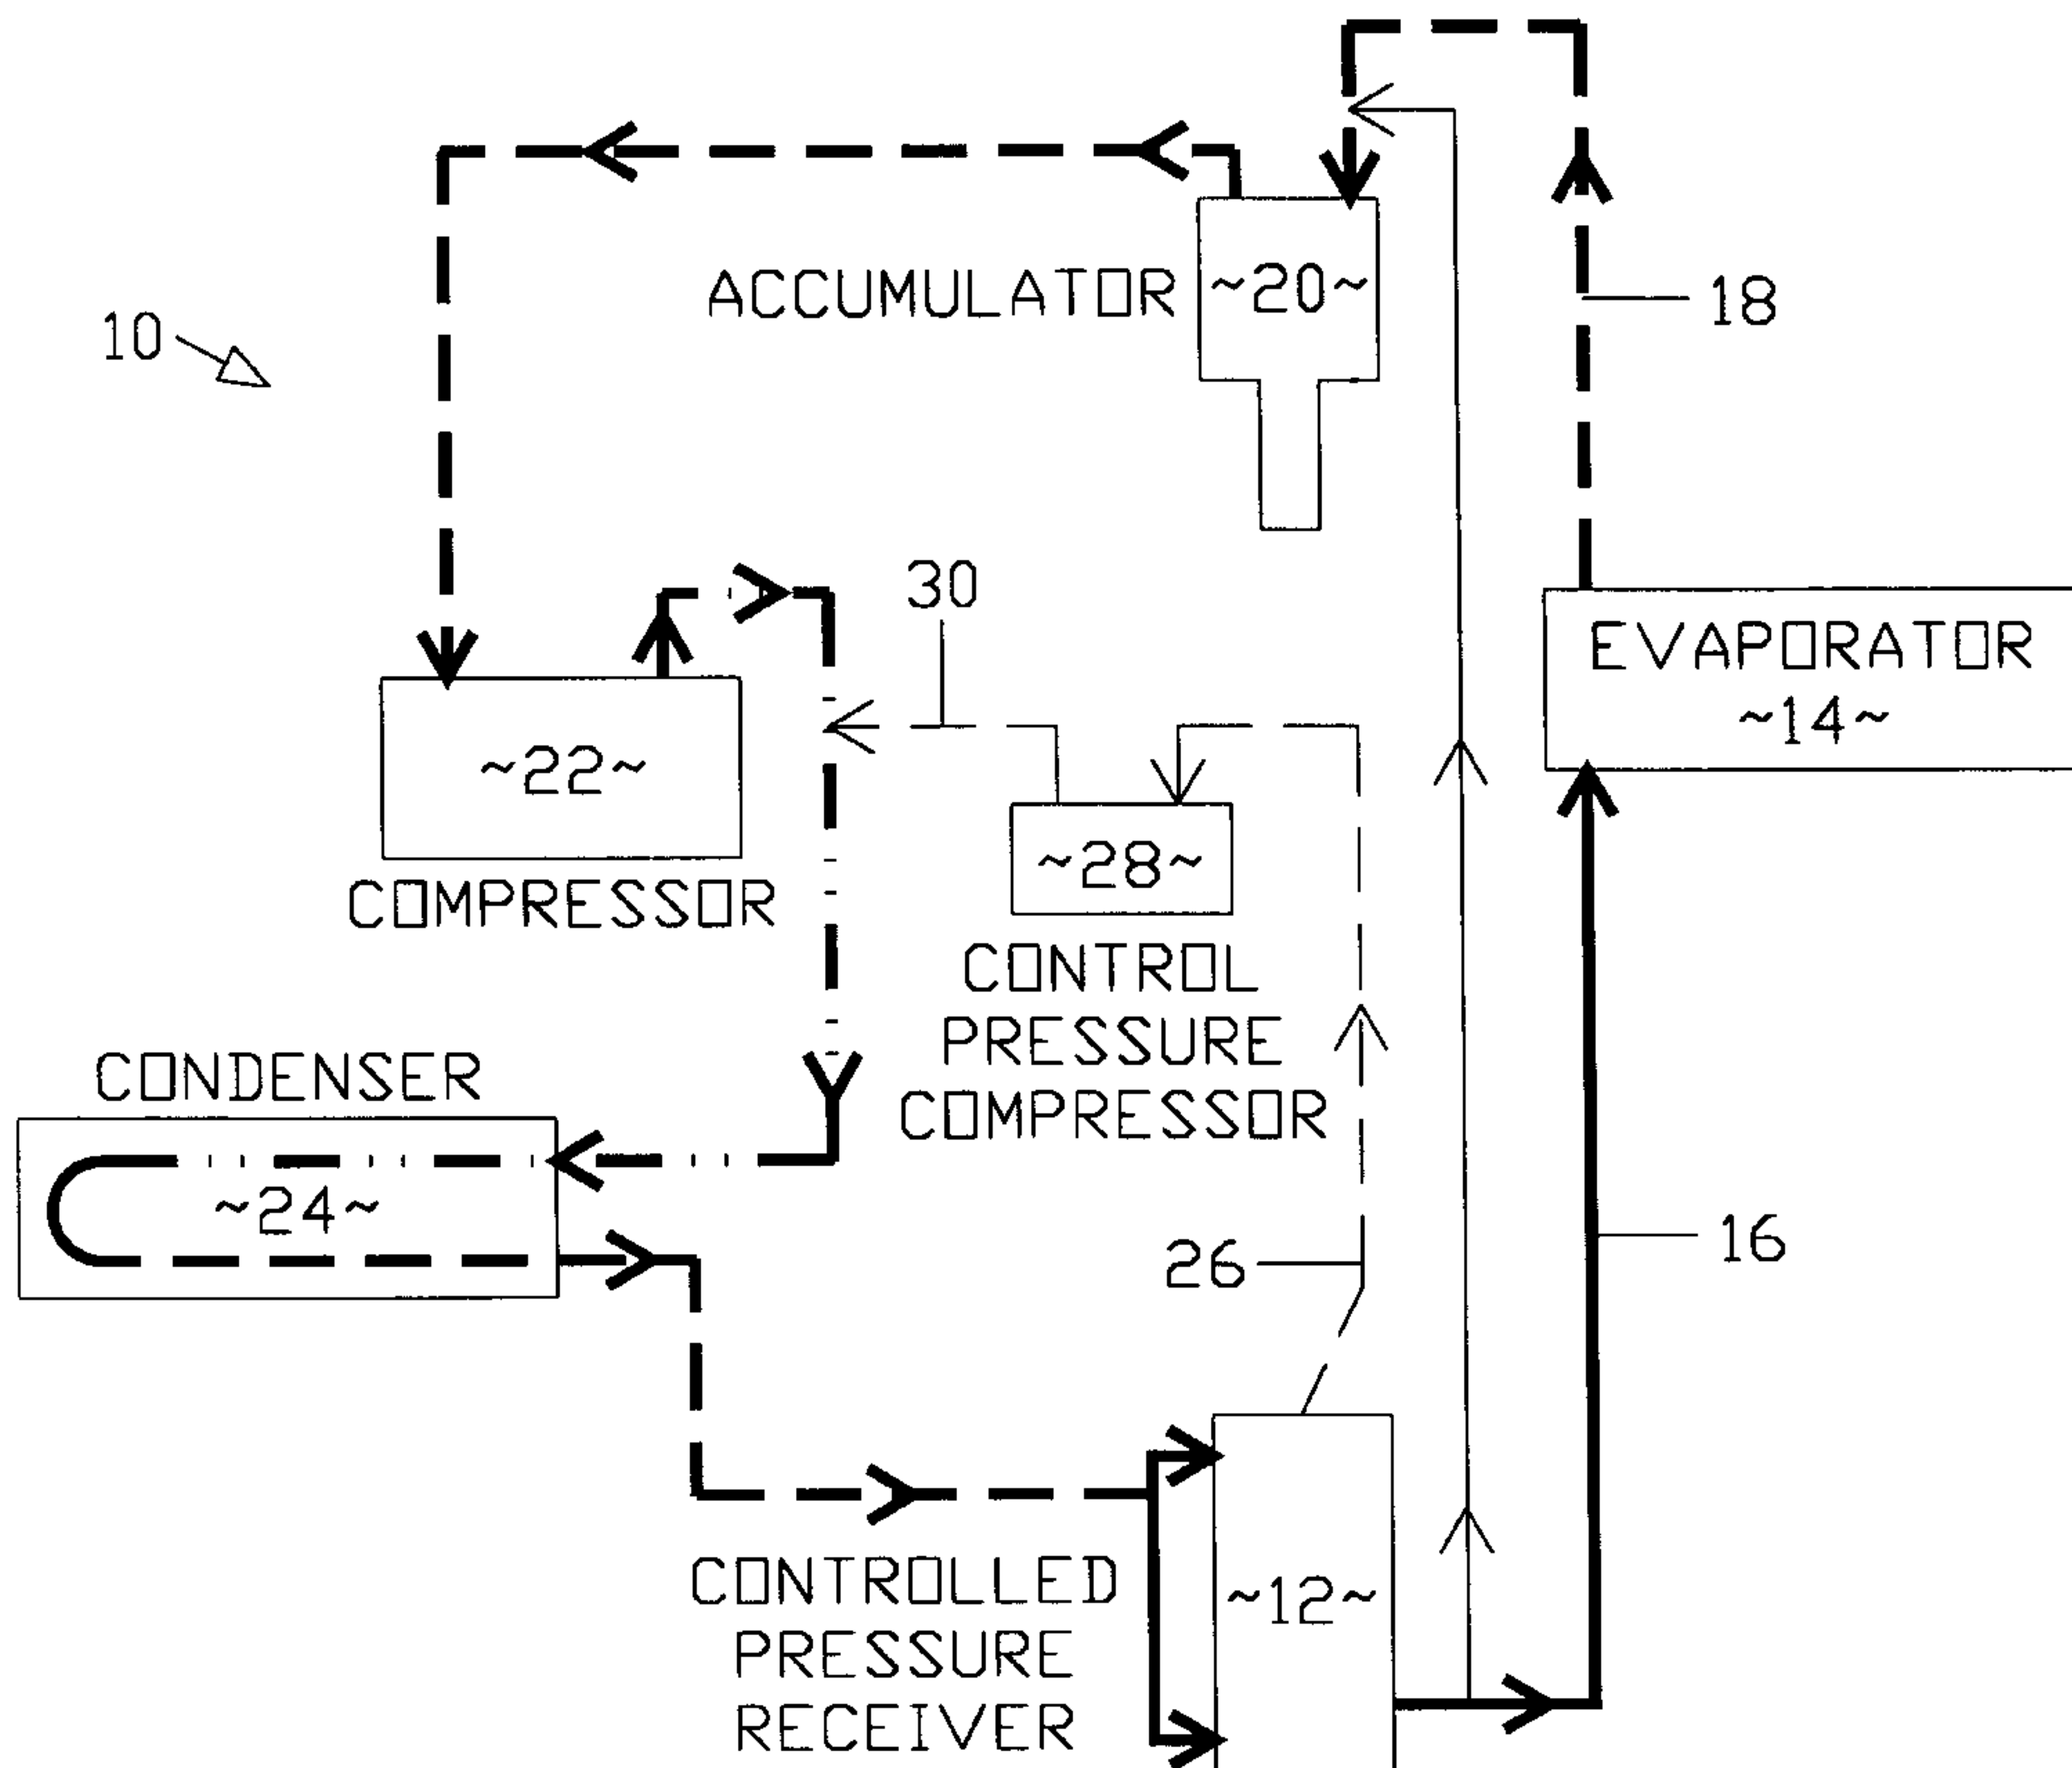 ACCUMULATOR
~20~
18
10
30
EVAPORATOR
~14~
~22~
COMPRESSOR
~28~
CONTROL
PRESSURE
COMPRESSOR
CONDENSER
~24~
26
16
~12~
CONTROLLED
PRESSURE
RECEIVER